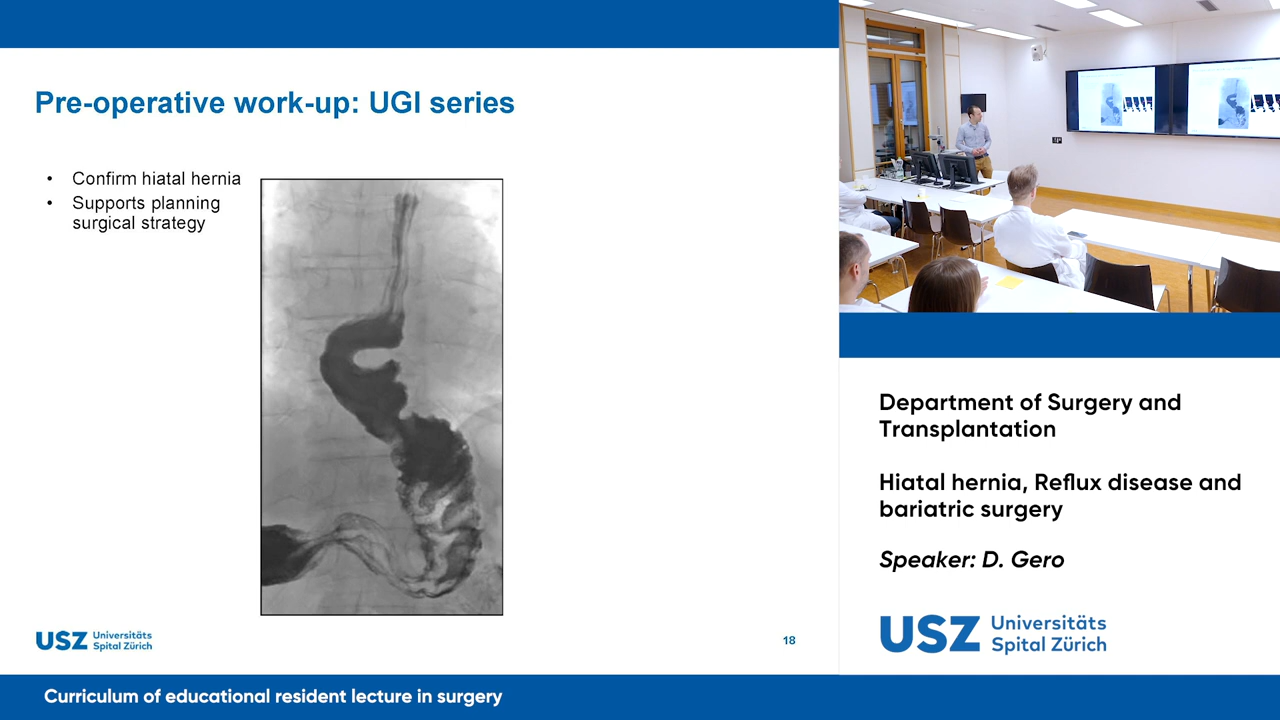 Pre-operative work-up: UGI series
• Confirm hiatal hernia
• Supports planning
surgical strategy
USZ Universitäts
Spital Zürich
18
Department of Surgery and
Transplantation
Hiatal hernia, Reflux disease and
bariatric surgery
Speaker: D. Gero
USZ Universitäts
Spital Zürich
Curriculum of educational resident lecture in surgery